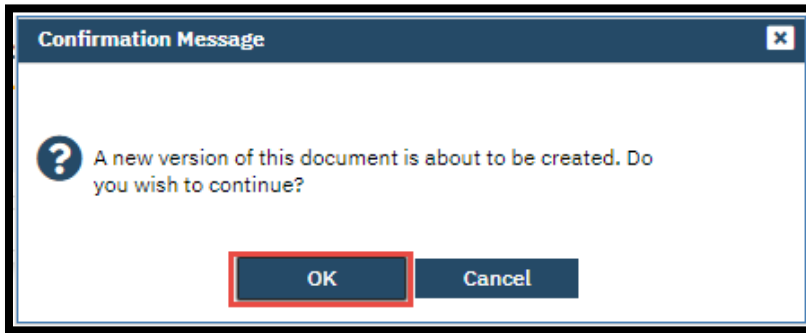 Confirmation Message
A new version of this document is about to be created. Do
you wish to continue?
OK
Cancel